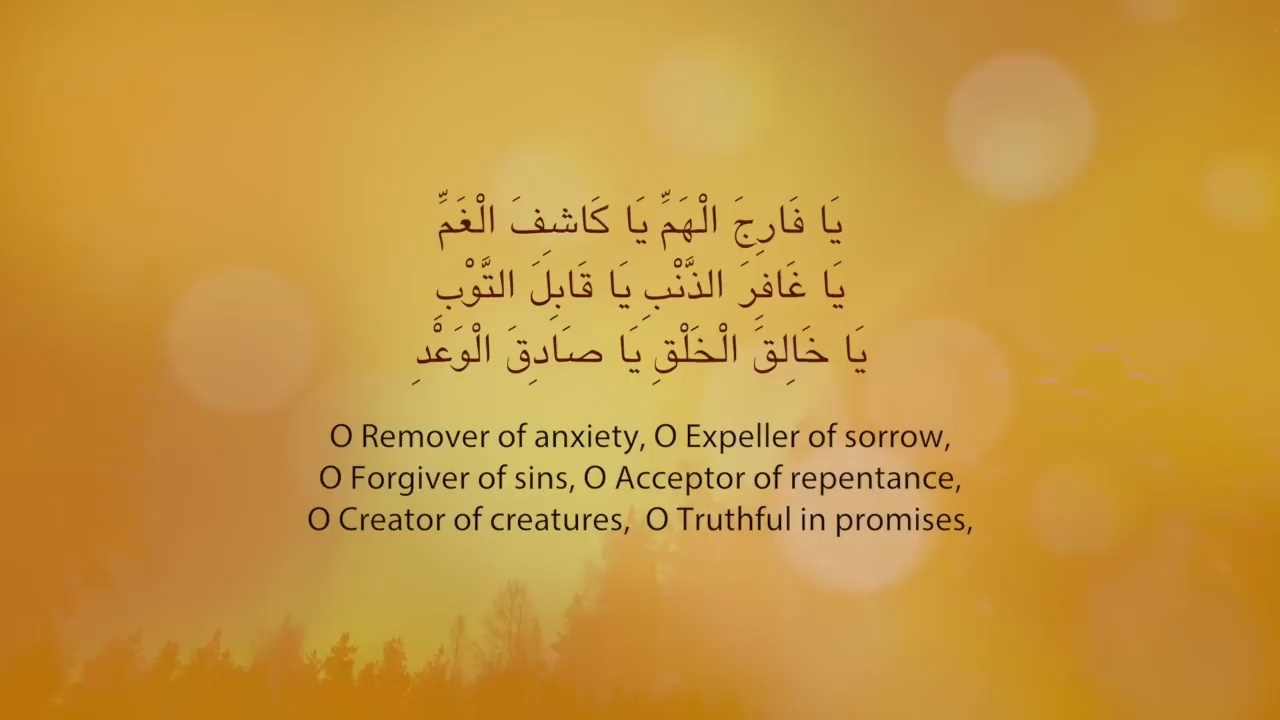 يَا فَارِجَ الْهَمِّ يَا كَاشِفَ الْغَمِّ
يَا غَافِرَ الذَّنْبِ يَا قَابِلَ التَّوْبِ
يَا خَالِقَ الْخَلْقِ يَا صَادِقَ الْوَعْدِ
O Remover of anxiety, O Expeller of sorrow,
O Forgiver of sins, O Acceptor of repentance,
O Creator of creatures, O Truthful in promises,